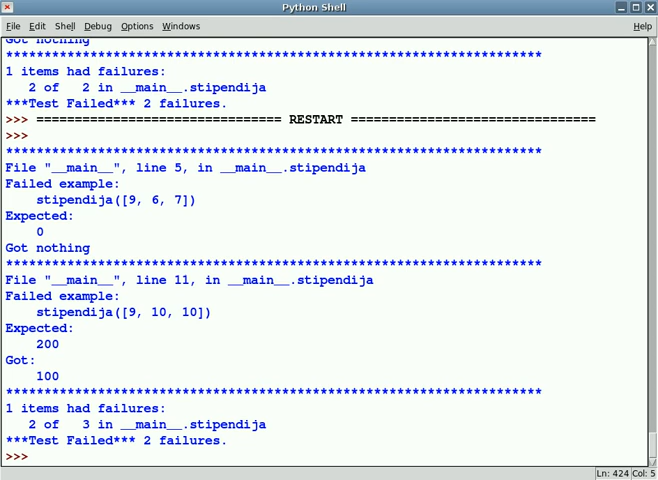 Python Shell
File Edit Shell Debug Options Windows Help
Got nothing
**********************************************************************
1 items had failures:
   2 of   2 in __main__.stipendija
***Test Failed*** 2 failures.
>>> ================================ RESTART ================================
>>>
**********************************************************************
File "__main__", line 5, in __main__.stipendija
Failed example:
    stipendija([9, 6, 7])
Expected:
    0
Got nothing
**********************************************************************
File "__main__", line 11, in __main__.stipendija
Failed example:
    stipendija([9, 10, 10])
Expected:
    200
Got:
    100
**********************************************************************
1 items had failures:
   2 of   3 in __main__.stipendija
***Test Failed*** 2 failures.
>>>
Ln: 424 Col: 5